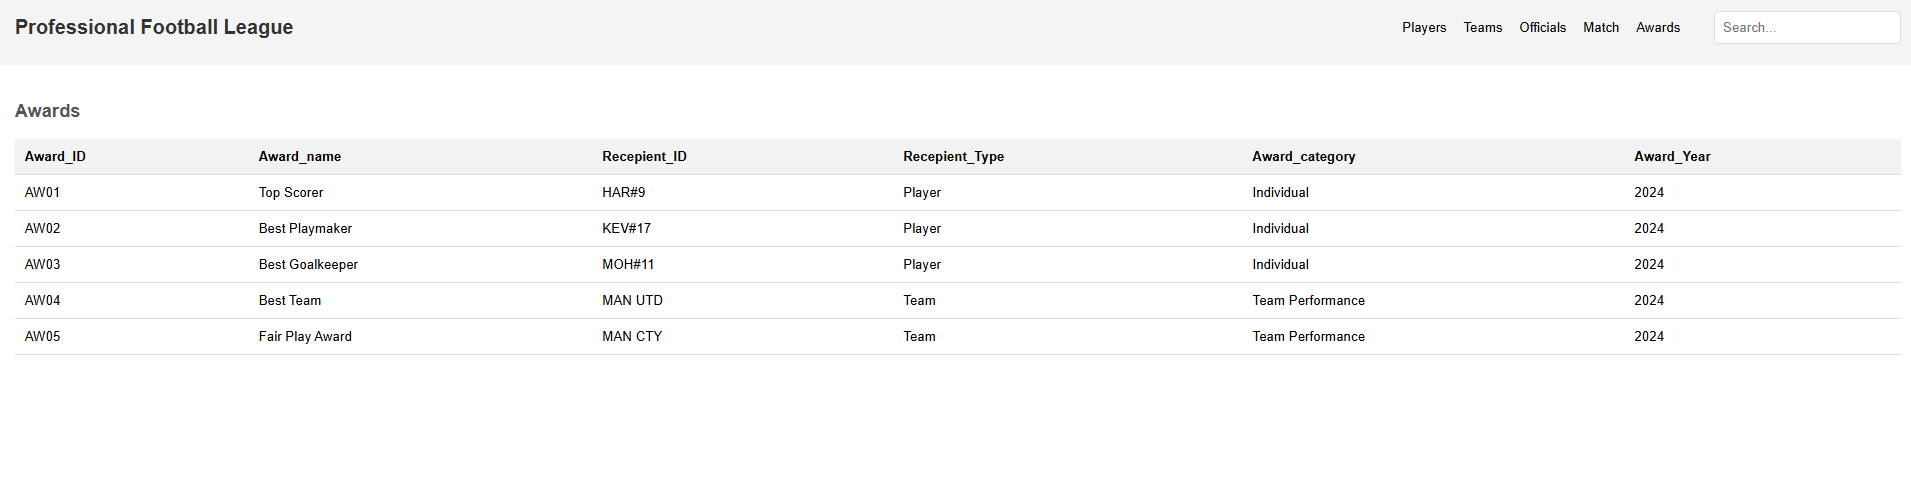 Professional Football League
Players Teams Officials Match Awards Search...
Awards
Award_ID Award_name Recepient_ID Recepient_Type Award_category Award_Year
AW01 Top Scorer HAR#9 Player Individual 2024
AW02 Best Playmaker KEV#17 Player Individual 2024
AW03 Best Goalkeeper MOH#11 Player Individual 2024
AW04 Best Team MAN UTD Team Team Performance 2024
AW05 Fair Play Award MAN CTY Team Team Performance 2024